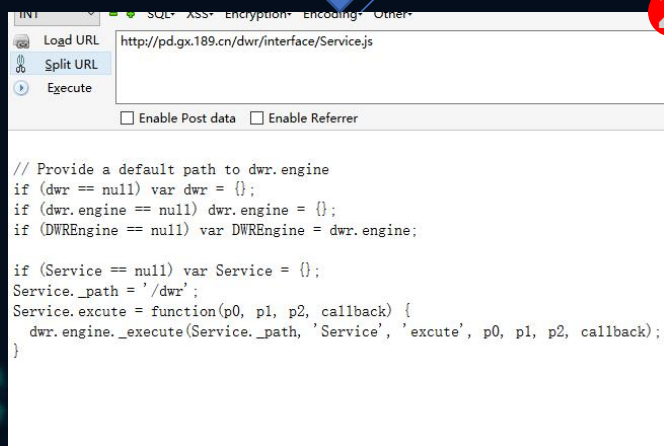 INT SQL▾ XSS▾ Encryption▾ Encoding▾ Other▾
Load URL
http://pd.gx.189.cn/dwr/interface/Service.js
Split URL
Execute
Enable Post data Enable Referrer
// Provide a default path to dwr.engine
if (dwr == null) var dwr = {};
if (dwr.engine == null) dwr.engine = {};
if (DWREngine == null) var DWREngine = dwr.engine;
if (Service == null) var Service = {};
Service._path = '/dwr';
Service.excute = function(p0, p1, p2, callback) {
dwr.engine._execute(Service._path, 'Service', 'excute', p0, p1, p2, callback);
}